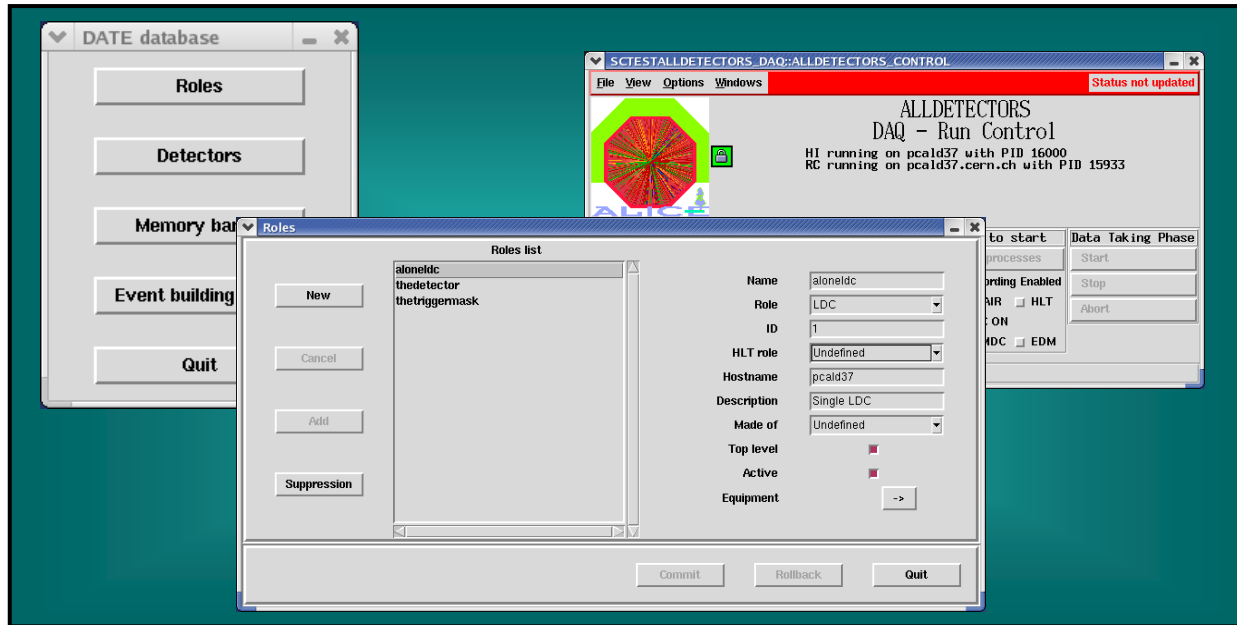 DATE database
Roles
Detectors
Memory ban
Event building
Quit
SCTESTALLDETECTORS_DAQ::ALLDETECTORS_CONTROL
File View Options Windows
Status not updated
ALLDETECTORS
DAQ - Run Control
HI running on pcald37 with PID 16000
RC running on pcald37.cern.ch with PID 15933
ALICE
to start
processes
ording Enabled
AIR HLT
ON
MDC EDM
Data Taking Phase
Start
Stop
Abort
Roles
Roles list
New
Cancel
Add
Suppression
aloneldc
thedetector
thetriggermask
Name aloneldc
Role LDC
ID 1
HLT role Undefined
Hostname pcald37
Description Single LDC
Made of Undefined
Top level
Active
Equipment ->
Commit Rollback Quit